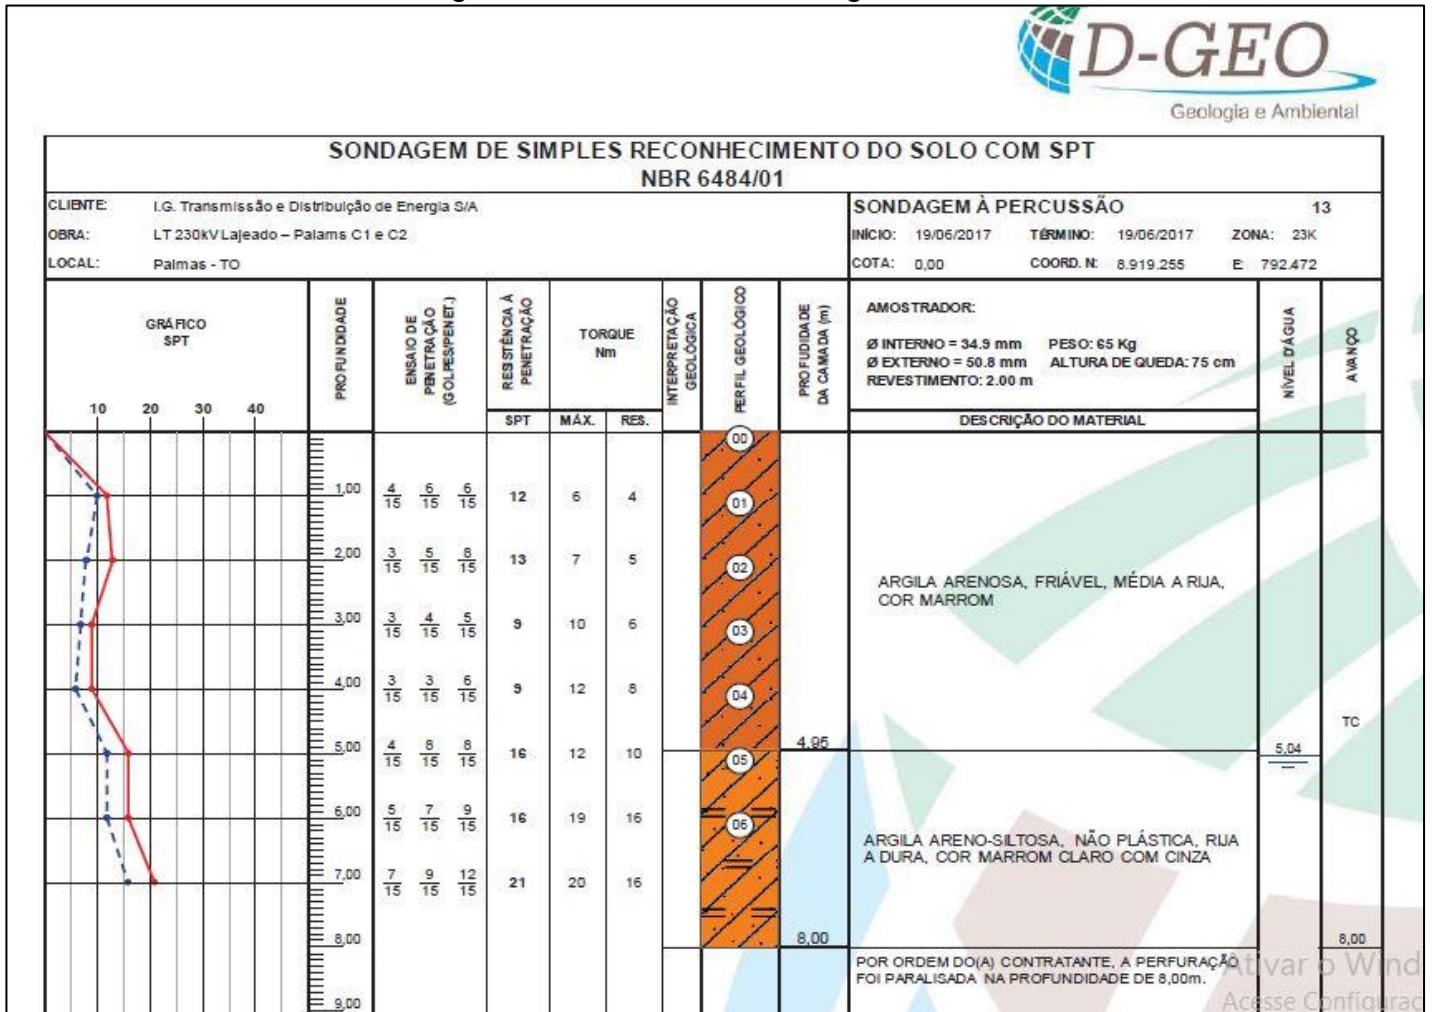 D-GEO
Geologia e Ambiental
SONDAGEM DE SIMPLES RECONHECIMENTO DO SOLO COM SPT
NBR 6484/01
CLIENTE: I.G. Transmissão e Distribuição de Energia S/A
OBRA: LT 230kV Lajeado – Palams C1 e C2
LOCAL: Palmas - TO
SONDAGEM À PERCUSSÃO 13
INÍCIO: 19/06/2017 TÉRMINO: 19/06/2017 ZONA: 23K
COTA: 0,00 COORD. N: 8.919.255 E: 792.472
GRÁFICO
SPT
10 20 30 40
PROFUNDIDADE
ENSAIO DE
PENETRAÇÃO
(GOLPES/PENET.)
RESISTÊNCIA À
PENETRAÇÃO
SPT
TORQUE
Nm
MÁX. RES.
INTERPRETAÇÃO
GEOLÓGICA
PERFIL GEOLÓGICO
PROFUDIDADE
DA CAMADA (m)
AMOSTRADOR:
Ø INTERNO = 34.9 mm PESO: 65 Kg
Ø EXTERNO = 50.8 mm ALTURA DE QUEDA: 75 cm
REVESTIMENTO: 2.00 m
DESCRIÇÃO DO MATERIAL
NÍVEL D'ÁGUA
AVANÇO
00
1,00 4/15 6/15 6/15 12 6 4 01
2,00 3/15 5/15 8/15 13 7 5 02
ARGILA ARENOSA, FRIÁVEL, MÉDIA A RIJA,
COR MARROM
3,00 3/15 4/15 5/15 9 10 6 03
4,00 3/15 3/15 6/15 9 12 8 04
TC
4,95
5,00 4/15 8/15 8/15 16 12 10 05 5,04
6,00 5/15 7/15 9/15 16 19 16 06
ARGILA ARENO-SILTOSA, NÃO PLÁSTICA, RIJA
A DURA, COR MARROM CLARO COM CINZA
7,00 7/15 9/15 12/15 21 20 16
8,00 8,00 8,00
POR ORDEM DO(A) CONTRATANTE, A PERFURAÇÃO
FOI PARALISADA NA PROFUNDIDADE DE 8,00m.
9,00
Ativar o Wind
Acesse Configuraç